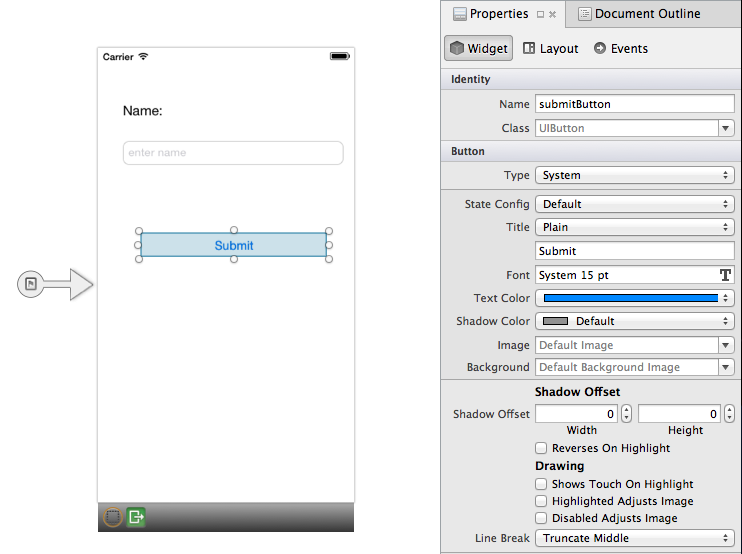 Carrier
Name:
enter name
Submit
Properties
Document Outline
Widget
Layout
Events
Identity
Name submitButton
Class UIButton
Button
Type System
State Config Default
Title Plain
Submit
Font System 15 pt T
Text Color
Shadow Color Default
Image Default Image
Background Default Background Image
Shadow Offset
Shadow Offset 0 0
Width Height
Reverses On Highlight
Drawing
Shows Touch On Highlight
Highlighted Adjusts Image
Disabled Adjusts Image
Line Break Truncate Middle